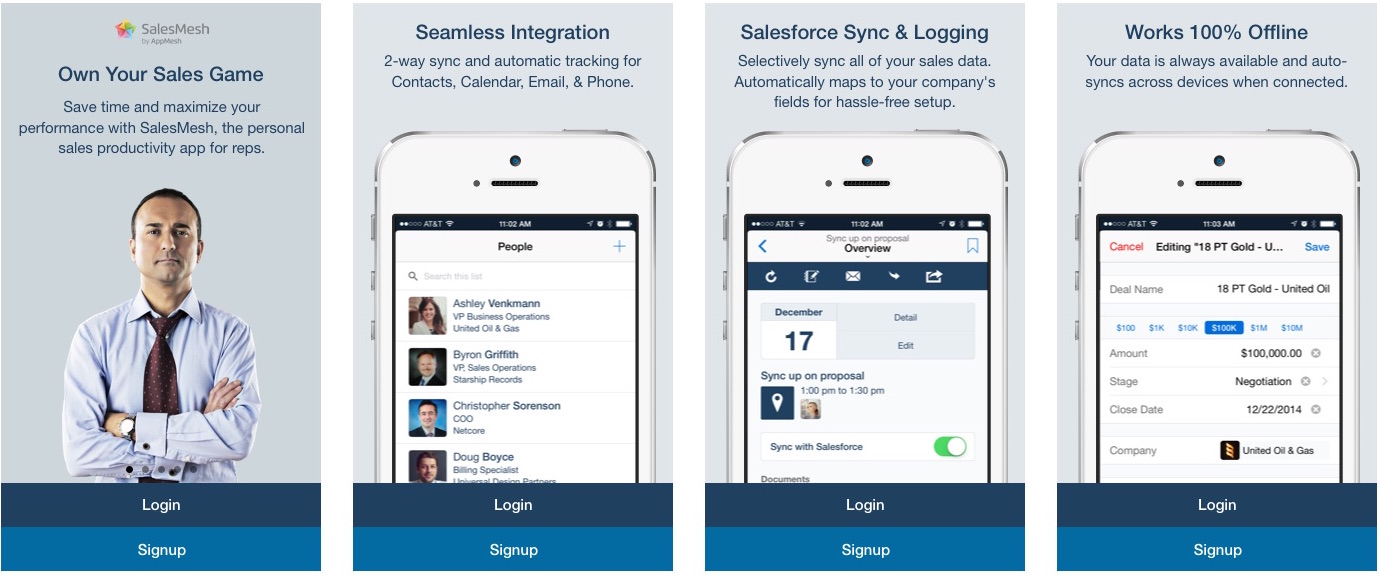 SalesMesh
by AppMesh
Own Your Sales Game
Save time and maximize your
performance with SalesMesh, the personal
sales productivity app for reps.
Login
Signup
Seamless Integration
2-way sync and automatic tracking for
Contacts, Calendar, Email, & Phone.
AT&T 11:02 AM
People
Search this list
Ashley Venkmann
VP Business Operations
United Oil & Gas
Byron Griffith
VP, Sales Operations
Starship Records
Christopher Sorenson
COO
Netcore
Doug Boyce
Billing Specialist
Universal Design Partners
Login
Signup
Salesforce Sync & Logging
Selectively sync all of your sales data.
Automatically maps to your company's
fields for hassle-free setup.
AT&T 11:02 AM
Sync up on proposal
Overview
December
17
Detail
Edit
Sync up on proposal
1:00 pm to 1:30 pm
Sync with Salesforce
Documents
Login
Signup
Works 100% Offline
Your data is always available and auto-
syncs across devices when connected.
AT&T 11:03 AM
Cancel Editing "18 PT Gold - U... Save
Deal Name 18 PT Gold - United Oil
$100 $1K $10K $100K $1M $10M
Amount $100,000.00
Stage Negotiation
Close Date 12/22/2014
Company United Oil & Gas
Login
Signup